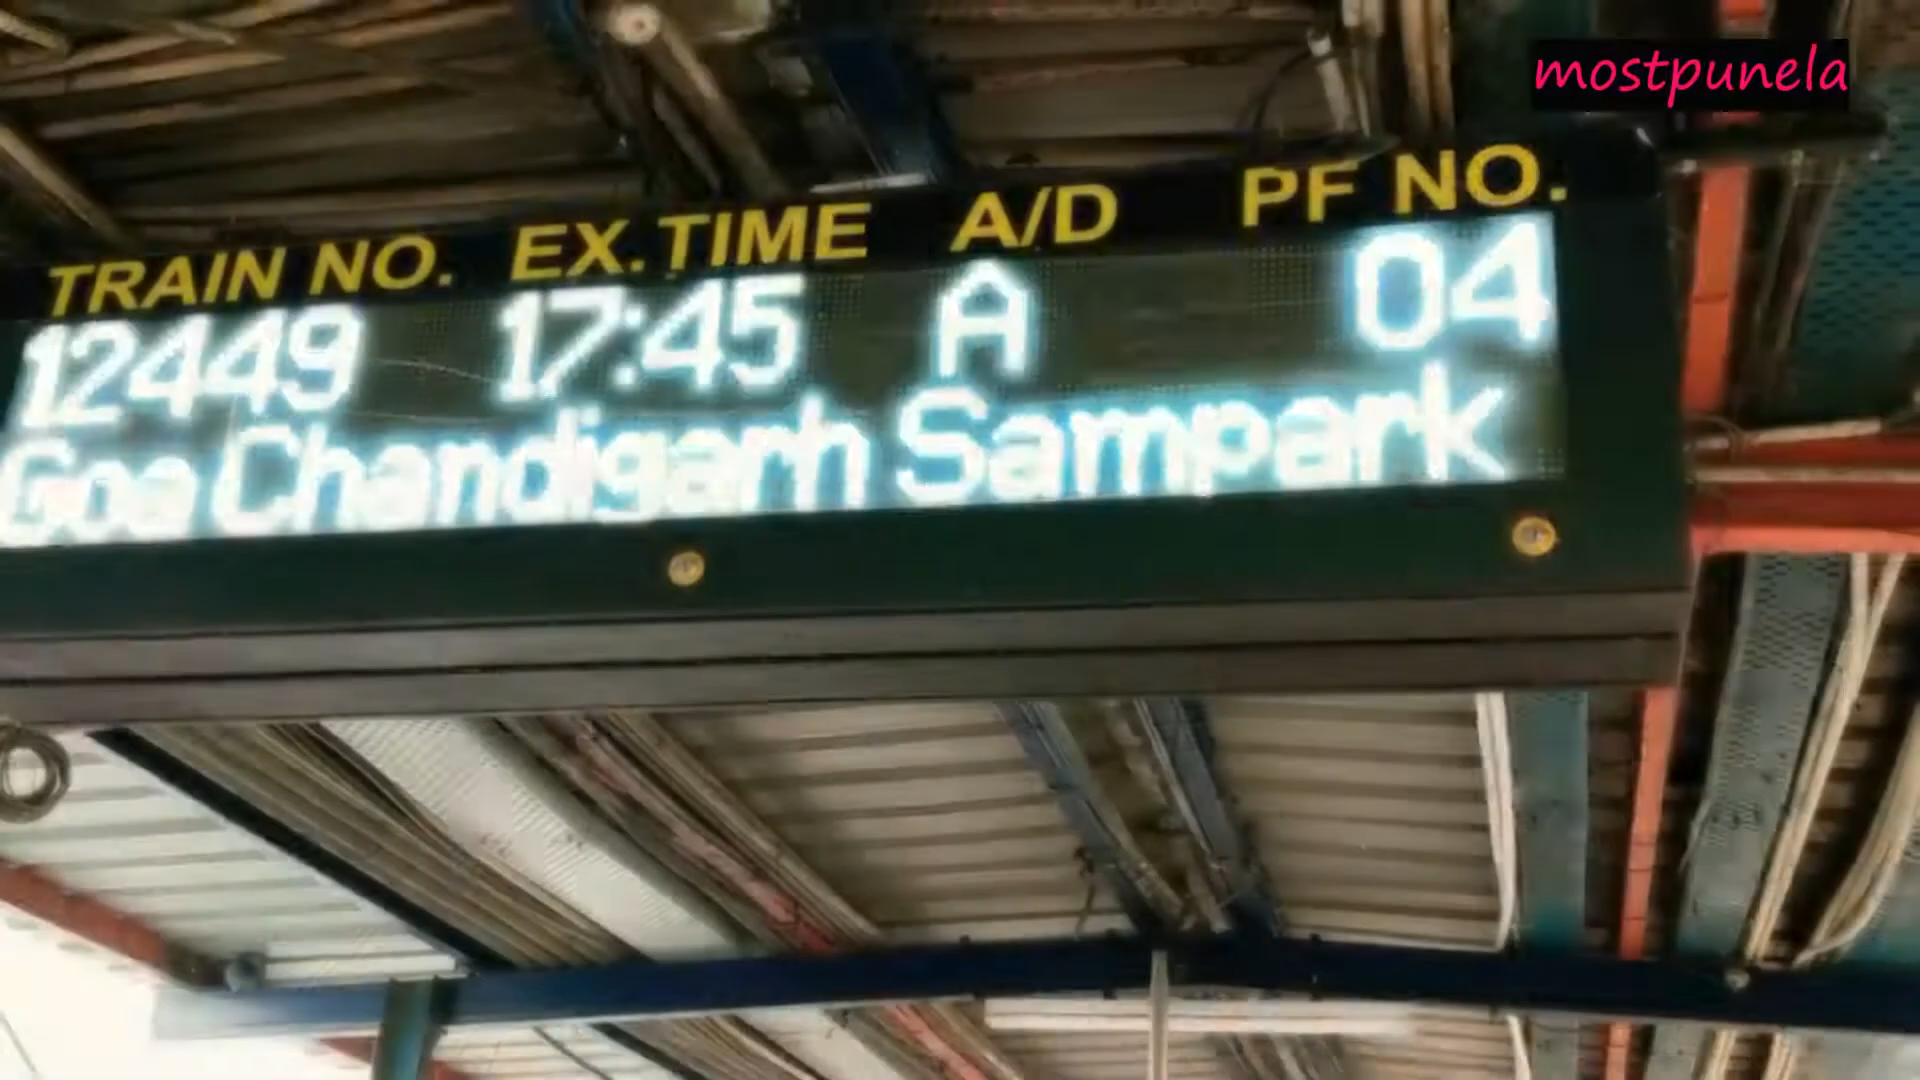 mostpunela
TRAIN NO. EX.TIME A/D PF NO.
12449 17:45 A 04
Goa Chandigarh Sampark